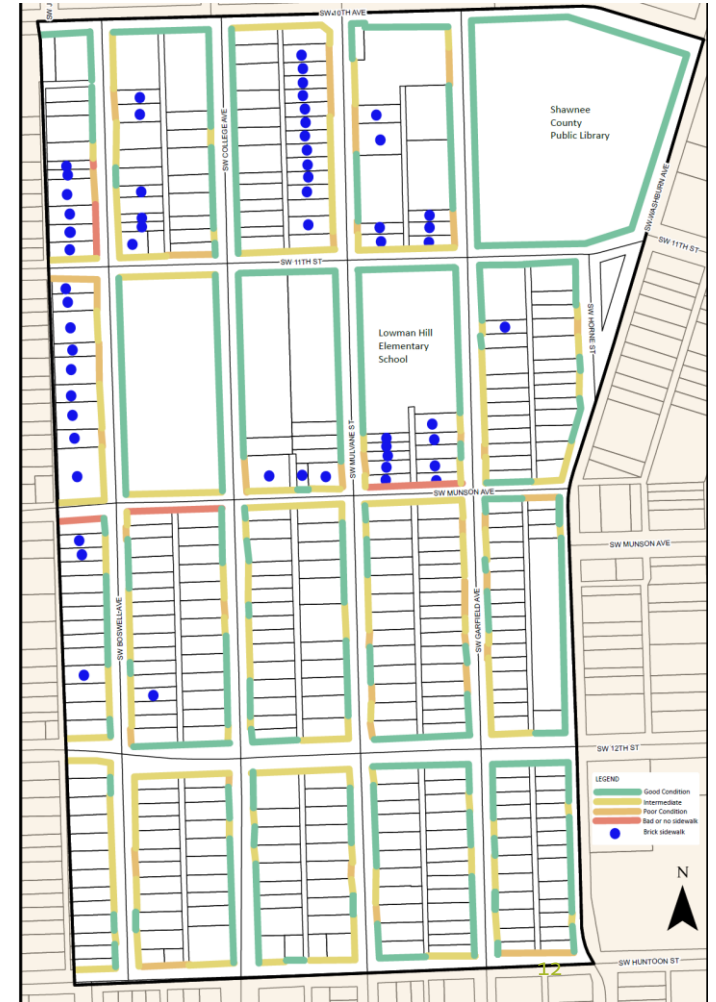 SW J
SW 10TH AVE
SW COLLEGE AVE
Shawnee
County
Public Library
SW WASHBURN AVE
SW 11TH ST
SW 11TH ST
SW HORNE ST
Lowman Hill
Elementary
School
SW MULVANE ST
SW MUNSON AVE
SW MUNSON AVE
SW BOSWELL AVE
SW GARFIELD AVE
SW 12TH ST
LEGEND
Good Condition
Intermediate
Poor Condition
Bad or no sidewalk
Brick sidewalk
N
SW HUNTOON ST
12